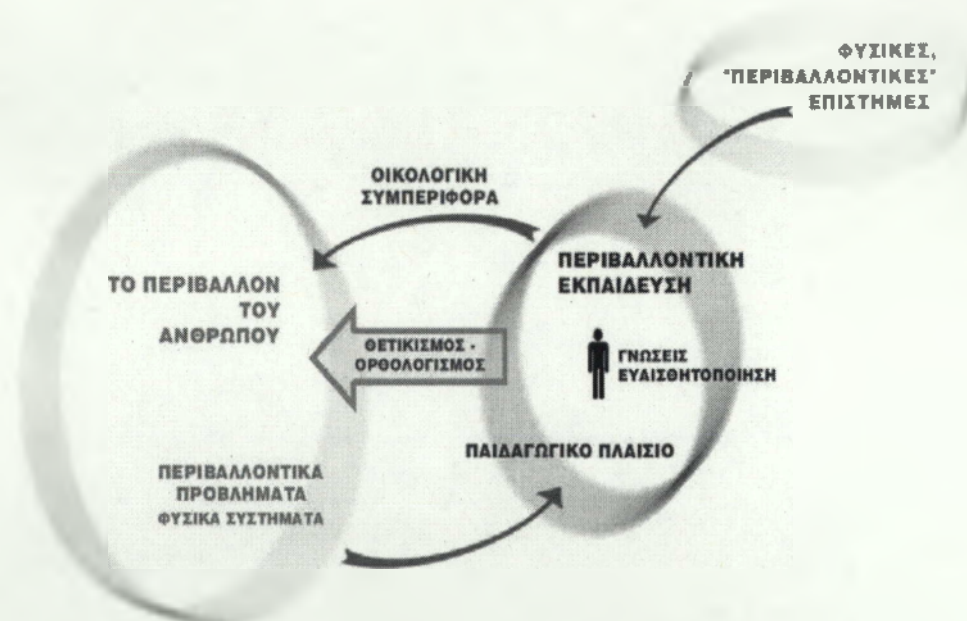 ΦΥΣΙΚΕΣ,
"ΠΕΡΙΒΑΛΛΟΝΤΙΚΕΣ"
ΕΠΙΣΤΗΜΕΣ
ΟΙΚΟΛΟΓΙΚΗ
ΣΥΜΠΕΡΙΦΟΡΑ
ΠΕΡΙΒΑΛΛΟΝΤΙΚΗ
ΕΚΠΑΙΔΕΥΣΗ
ΤΟ ΠΕΡΙΒΑΛΛΟΝ
ΤΟΥ
ΑΝΘΡΩΠΟΥ
ΘΕΤΙΚΙΣΜΟΣ -
ΟΡΘΟΛΟΓΙΣΜΟΣ
ΓΝΩΣΕΙΣ
ΕΥΑΙΣΘΗΤΟΠΟΙΗΣΗ
ΠΑΙΔΑΓΩΓΙΚΟ ΠΛΑΙΣΙΟ
ΠΕΡΙΒΑΛΛΟΝΤΙΚΑ
ΠΡΟΒΛΗΜΑΤΑ
ΦΥΣΙΚΑ ΣΥΣΤΗΜΑΤΑ